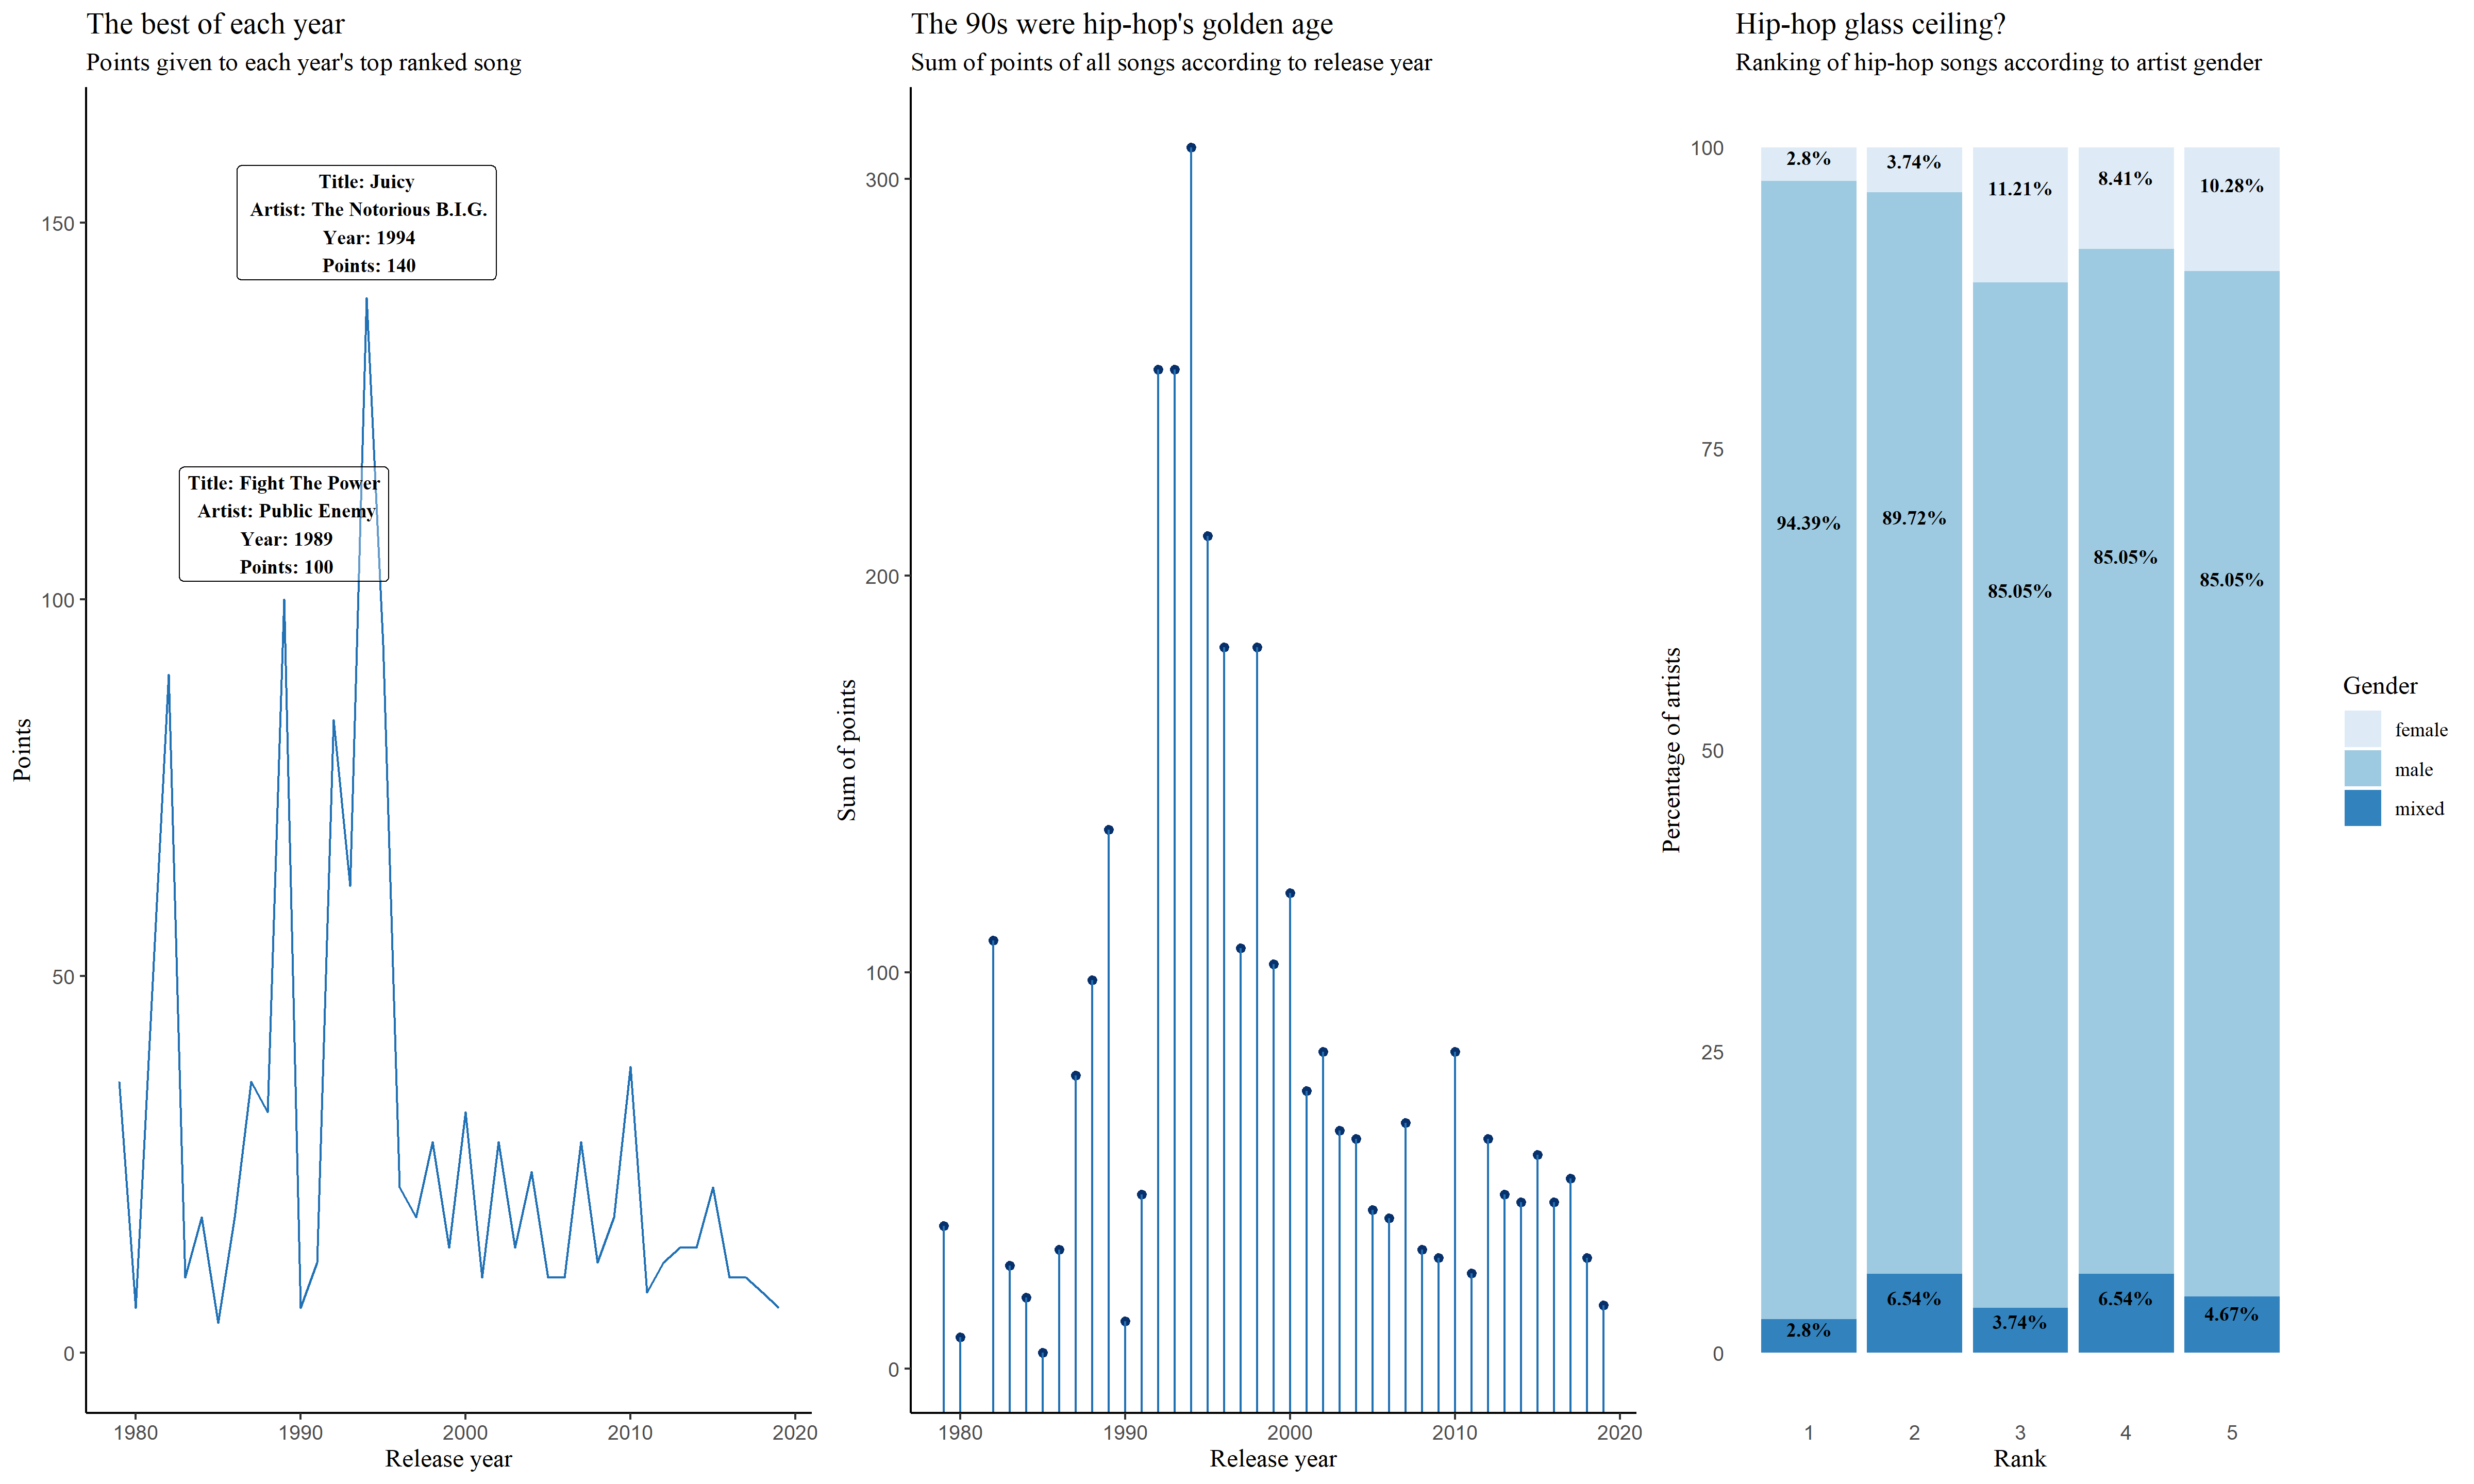 The best of each year
Points given to each year's top ranked song
Points
150
100
50
0
Title: Juicy
Artist: The Notorious B.I.G.
Year: 1994
Points: 140
Title: Fight The Power
Artist: Public Enemy
Year: 1989
Points: 100
1980 1990 2000 2010 2020
Release year
The 90s were hip-hop's golden age
Sum of points of all songs according to release year
Sum of points
300
200
100
0
1980 1990 2000 2010 2020
Release year
Hip-hop glass ceiling?
Ranking of hip-hop songs according to artist gender
Percentage of artists
100
75
50
25
0
2.8% 3.74% 11.21% 8.41% 10.28%
94.39% 89.72% 85.05% 85.05% 85.05%
2.8% 6.54% 3.74% 6.54% 4.67%
1 2 3 4 5
Rank
Gender
female
male
mixed